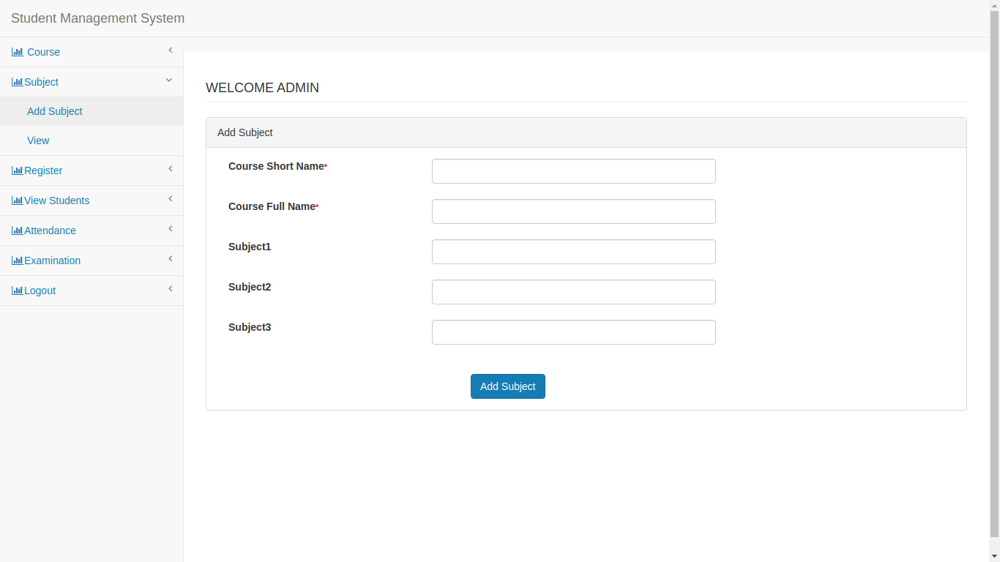 Student Management System
Course
Subject
Add Subject
View
Register
View Students
Attendance
Examination
Logout
WELCOME ADMIN
Add Subject
Course Short Name*
Course Full Name*
Subject1
Subject2
Subject3
Add Subject